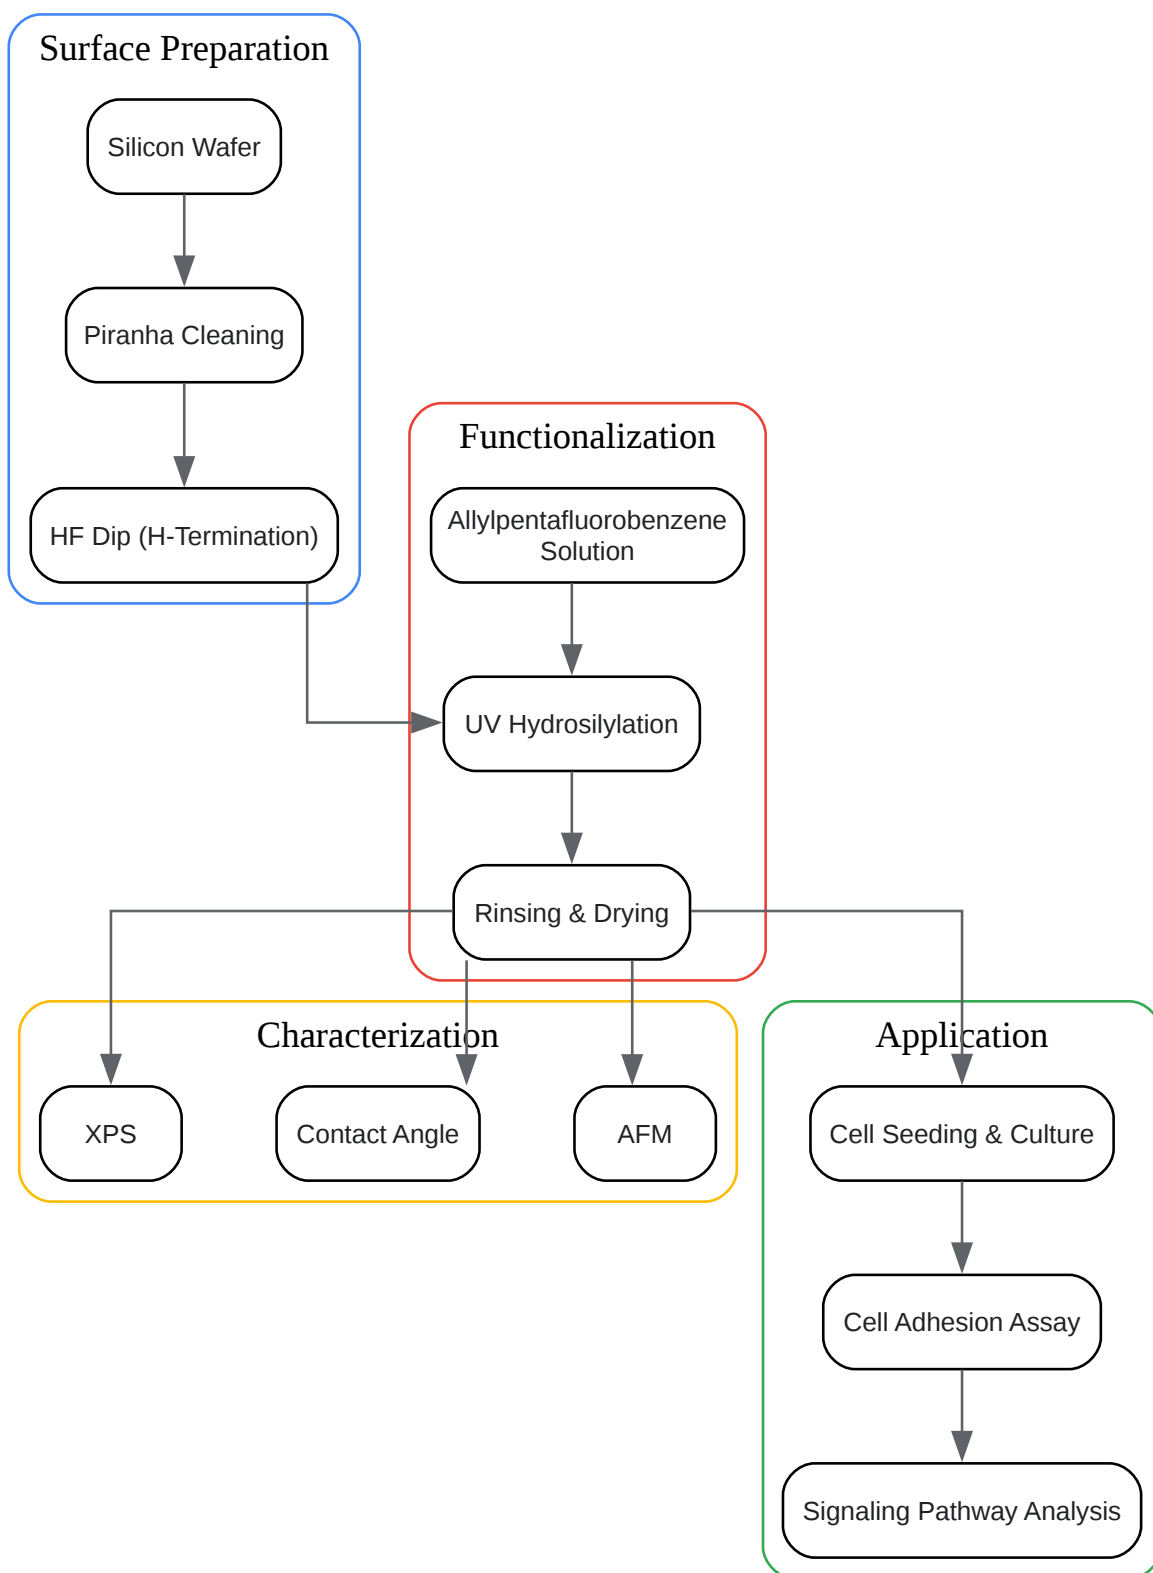 Surface Preparation
Silicon Wafer
Piranha Cleaning
HF Dip (H-Termination)
Functionalization
Allylpentafluorobenzene
Solution
UV Hydrosilylation
Rinsing & Drying
Characterization
XPS
Contact Angle
AFM
Application
Cell Seeding & Culture
Cell Adhesion Assay
Signaling Pathway Analysis